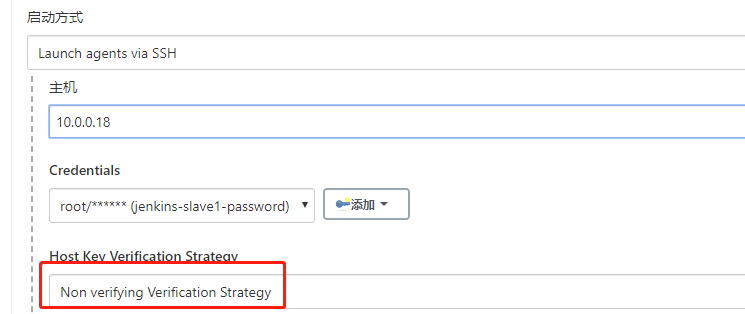 启动方式
Launch agents via SSH
主机
10.0.0.18
Credentials
root/****** (jenkins-slave1-password)
添加
Host Key Verification Strategy
Non verifying Verification Strategy